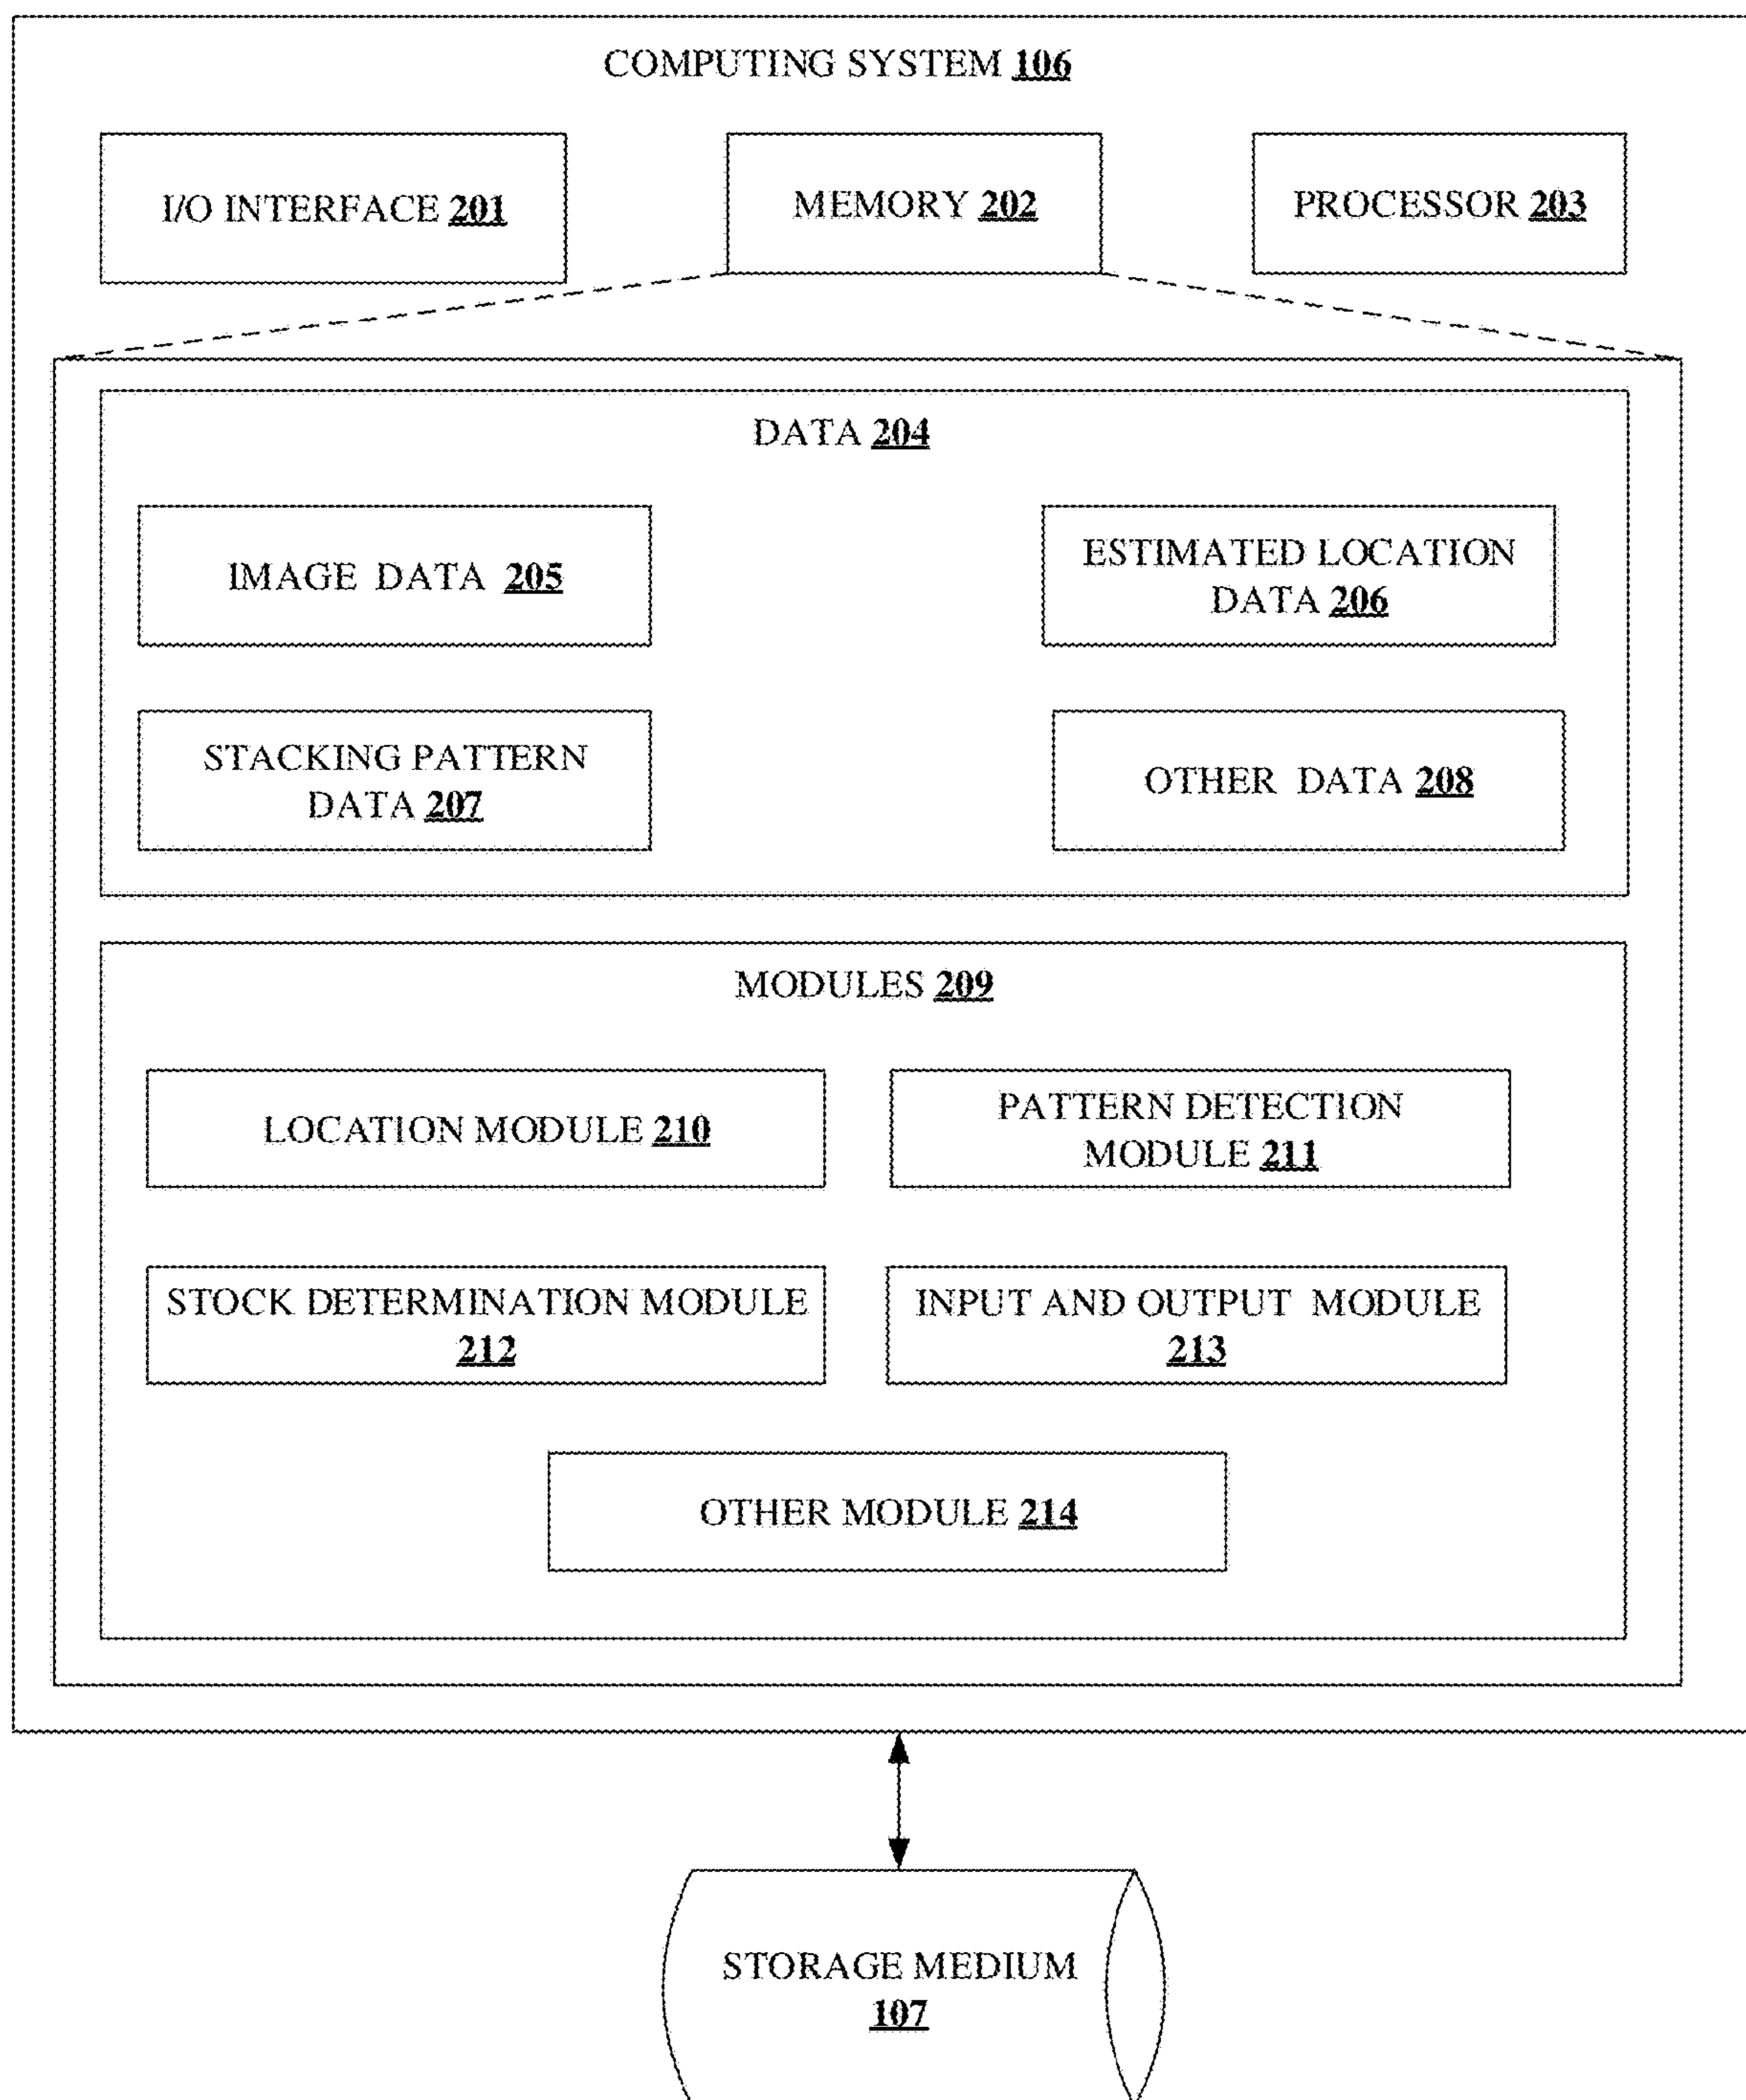 COMPUTING SYSTEM 106
I/O INTERFACE 201
MEMORY 202
PROCESSOR 203
DATA 204
IMAGE DATA 205
ESTIMATED LOCATION
DATA 206
STACKING PATTERN
DATA 207
OTHER DATA 208
MODULES 209
LOCATION MODULE 210
PATTERN DETECTION
MODULE 211
STOCK DETERMINATION MODULE
212
INPUT AND OUTPUT MODULE
213
OTHER MODULE 214
STORAGE MEDIUM
107